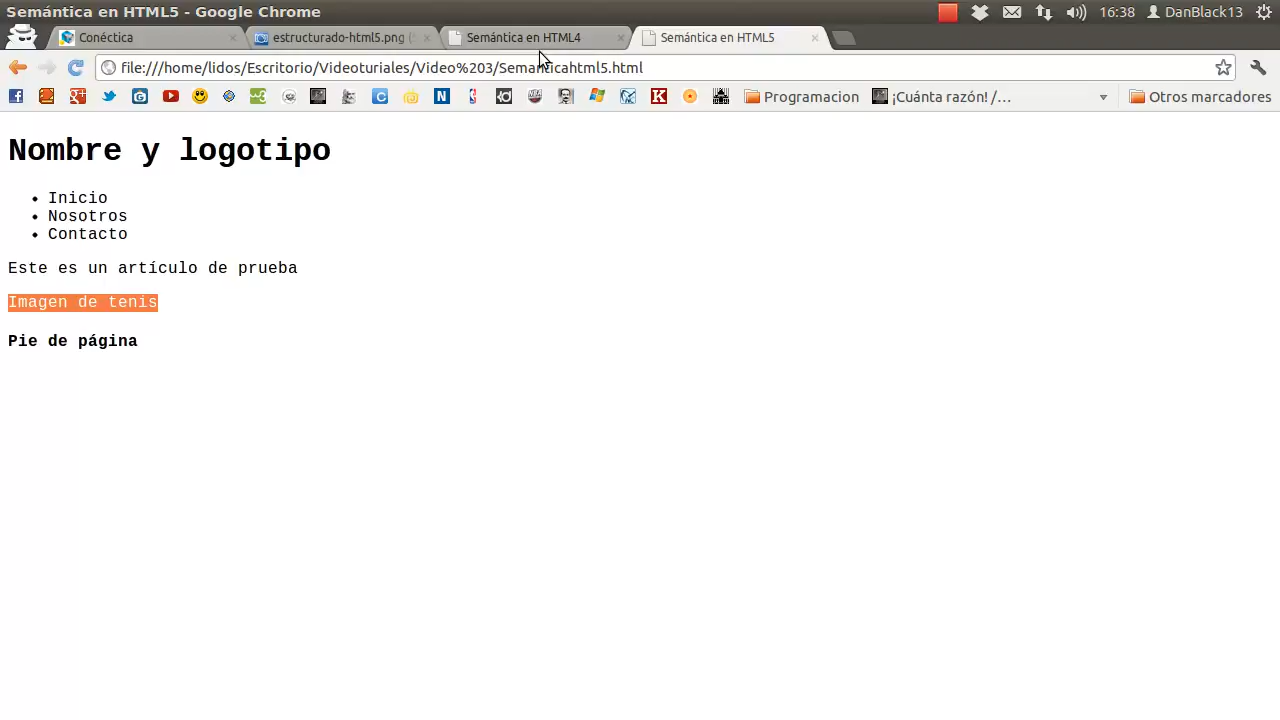 Semántica en HTML5 - Google Chrome
16:38 DanBlack13
Conéctica
estructurado-html5.png (
Semántica en HTML4
Semántica en HTML5
file:///home/lidos/Escritorio/Videoturiales/Video%203/Semanticahtml5.html
Programacion
¡Cuánta razón! /...
Otros marcadores
Nombre y logotipo
• Inicio
• Nosotros
• Contacto
Este es un artículo de prueba
Imagen de tenis
Pie de página